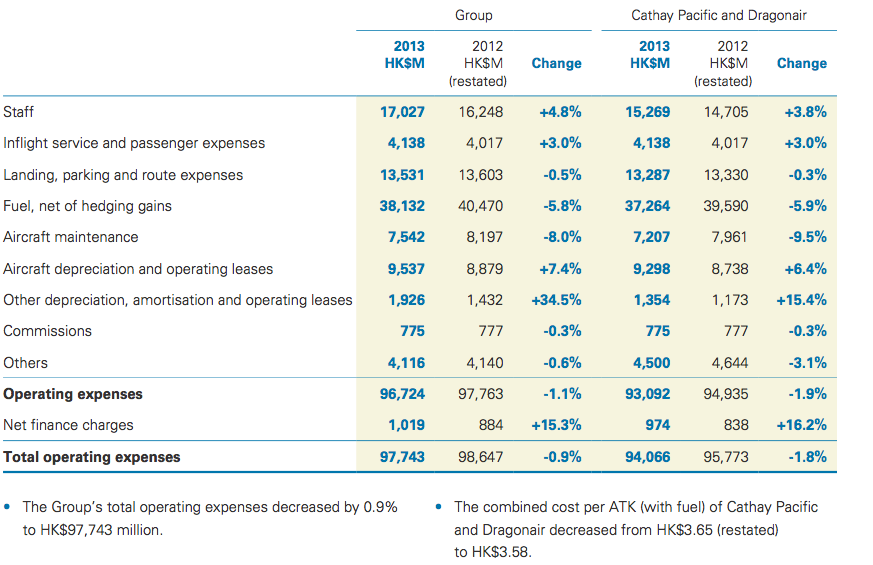 Group Cathay Pacific and Dragonair
2013 2012 2013 2012
HK$M HK$M Change HK$M HK$M Change
(restated) (restated)
Staff 17,027 16,248 +4.8% 15,269 14,705 +3.8%
Inflight service and passenger expenses 4,138 4,017 +3.0% 4,138 4,017 +3.0%
Landing, parking and route expenses 13,531 13,603 -0.5% 13,287 13,330 -0.3%
Fuel, net of hedging gains 38,132 40,470 -5.8% 37,264 39,590 -5.9%
Aircraft maintenance 7,542 8,197 -8.0% 7,207 7,961 -9.5%
Aircraft depreciation and operating leases 9,537 8,879 +7.4% 9,298 8,738 +6.4%
Other depreciation, amortisation and operating leases 1,926 1,432 +34.5% 1,354 1,173 +15.4%
Commissions 775 777 -0.3% 775 777 -0.3%
Others 4,116 4,140 -0.6% 4,500 4,644 -3.1%
Operating expenses 96,724 97,763 -1.1% 93,092 94,935 -1.9%
Net finance charges 1,019 884 +15.3% 974 838 +16.2%
Total operating expenses 97,743 98,647 -0.9% 94,066 95,773 -1.8%
• The Group's total operating expenses decreased by 0.9%
to HK$97,743 million.
• The combined cost per ATK (with fuel) of Cathay Pacific
and Dragonair decreased from HK$3.65 (restated)
to HK$3.58.